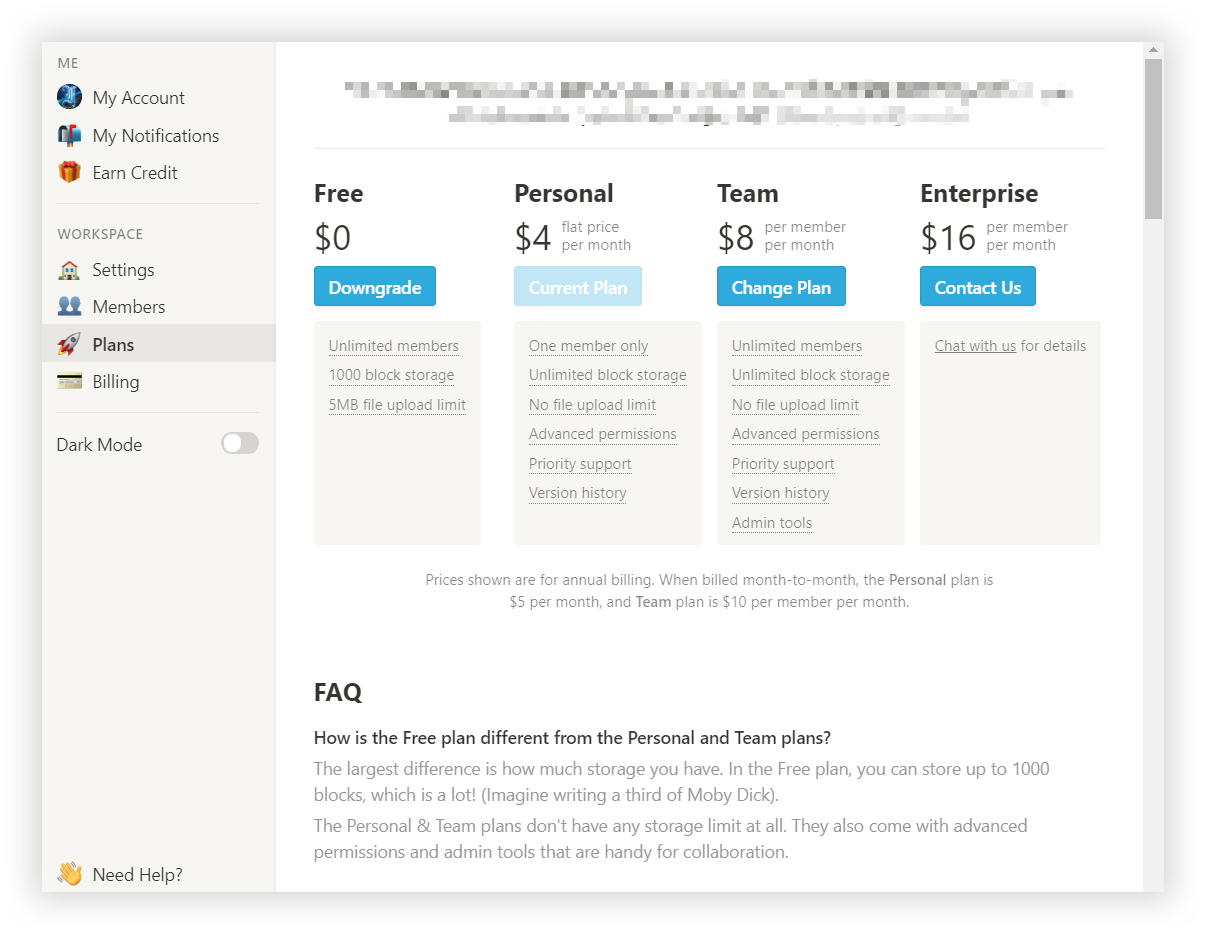 ME
My Account
My Notifications
Earn Credit
WORKSPACE
Settings
Members
Plans
Billing
Dark Mode
Need Help?
Free
$0
Downgrade
Unlimited members
1000 block storage
5MB file upload limit
Personal
$4 flat price
per month
Current Plan
One member only
Unlimited block storage
No file upload limit
Advanced permissions
Priority support
Version history
Team
$8 per member
per month
Change Plan
Unlimited members
Unlimited block storage
No file upload limit
Advanced permissions
Priority support
Version history
Admin tools
Enterprise
$16 per member
per month
Contact Us
Chat with us for details
Prices shown are for annual billing. When billed month-to-month, the Personal plan is
$5 per month, and Team plan is $10 per member per month.
FAQ
How is the Free plan different from the Personal and Team plans?
The largest difference is how much storage you have. In the Free plan, you can store up to 1000
blocks, which is a lot! (Imagine writing a third of Moby Dick).
The Personal & Team plans don't have any storage limit at all. They also come with advanced
permissions and admin tools that are handy for collaboration.